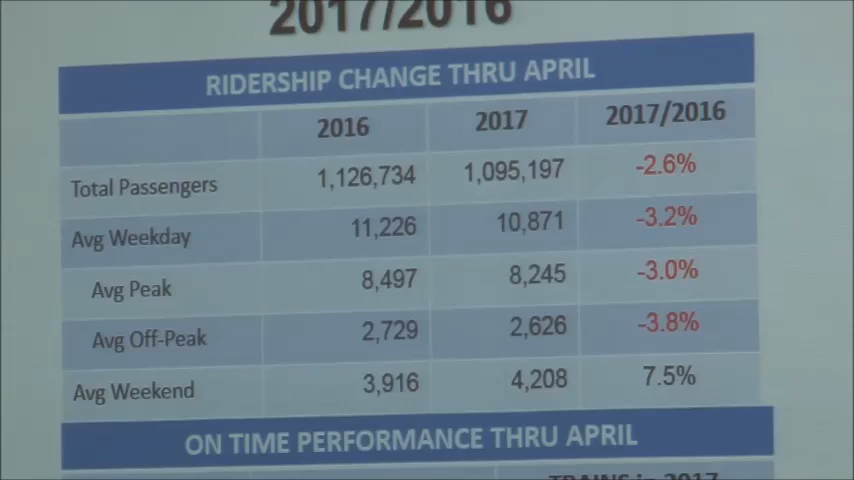 2017/2016
RIDERSHIP CHANGE THRU APRIL
2016 2017 2017/2016
Total Passengers 1,126,734 1,095,197 -2.6%
Avg Weekday 11,226 10,871 -3.2%
Avg Peak 8,497 8,245 -3.0%
Avg Off-Peak 2,729 2,626 -3.8%
Avg Weekend 3,916 4,208 7.5%
ON TIME PERFORMANCE THRU APRIL
TRAINS in 2017